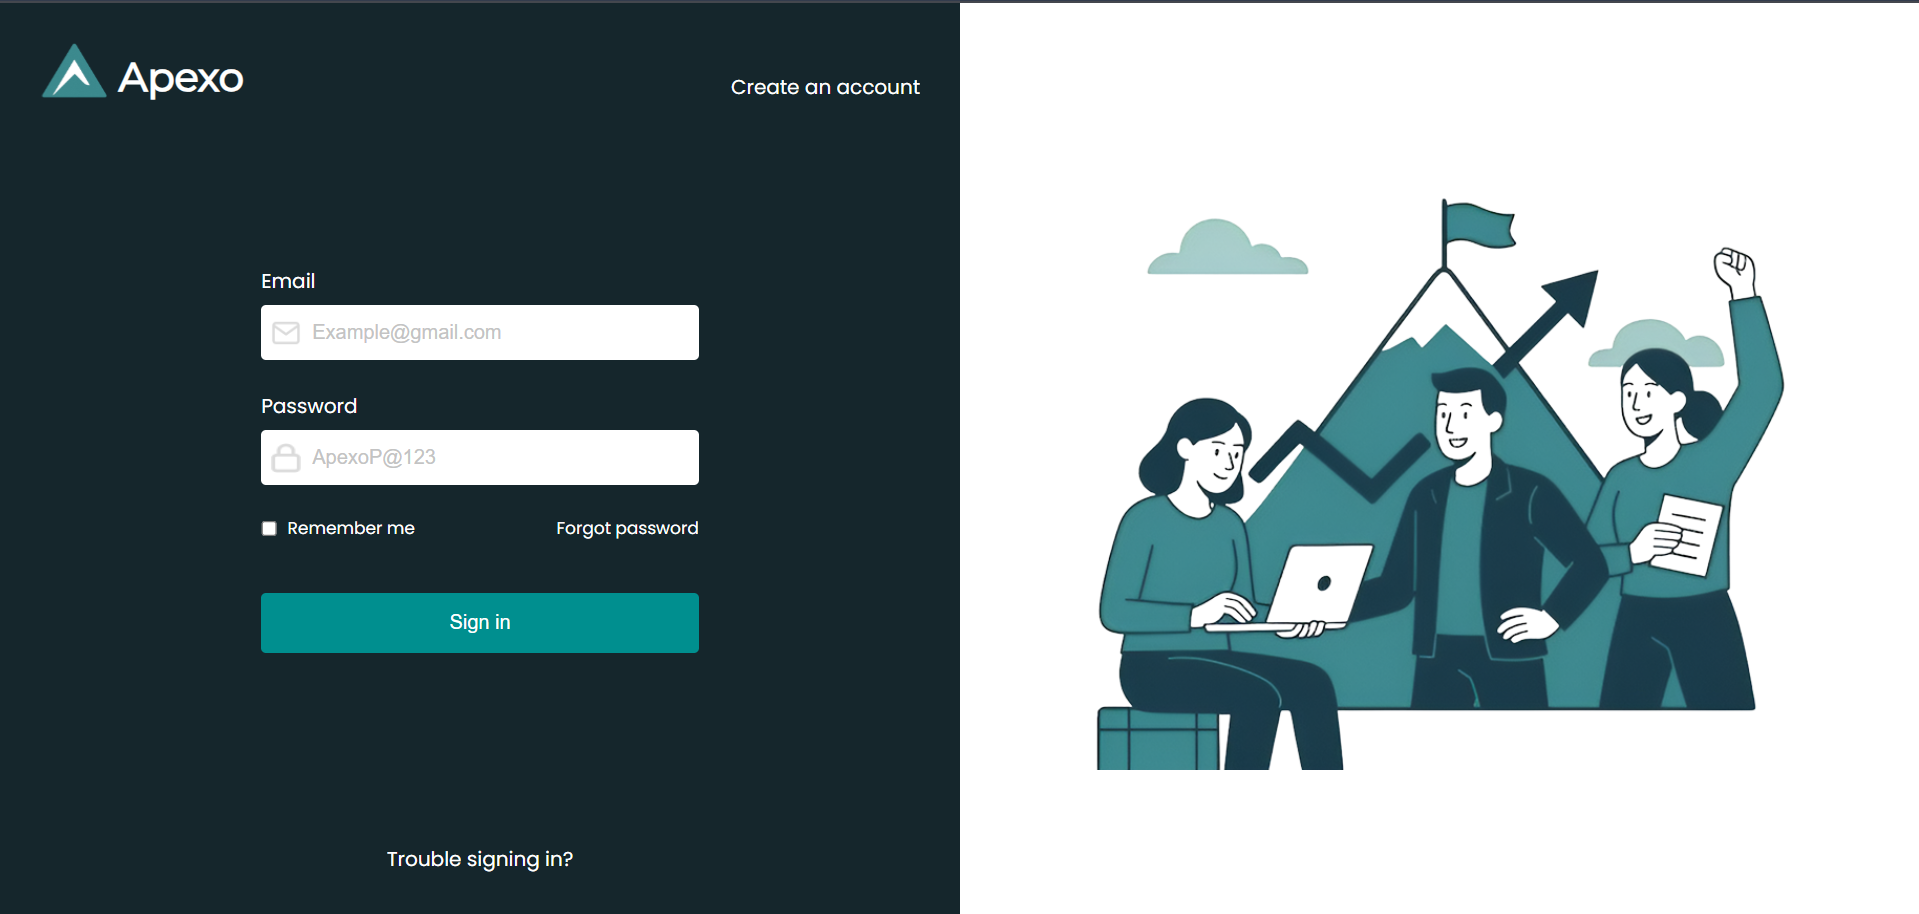 Apexo
Create an account
Email
Example@gmail.com
Password
ApexoP@123
Remember me
Forgot password
Sign in
Trouble signing in?